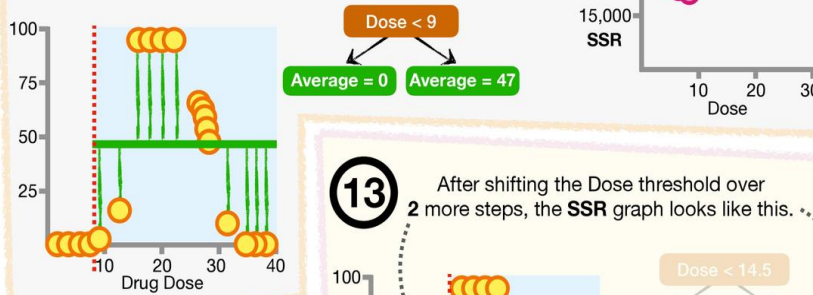 100
75
50
25
10
20
30
40
Drug Dose
Dose < 9
Average = 0
Average = 47
15,000
SSR
10
20
30
Dose
13
After shifting the Dose threshold over
2 more steps, the SSR graph looks like this.
Dose < 14.5
100